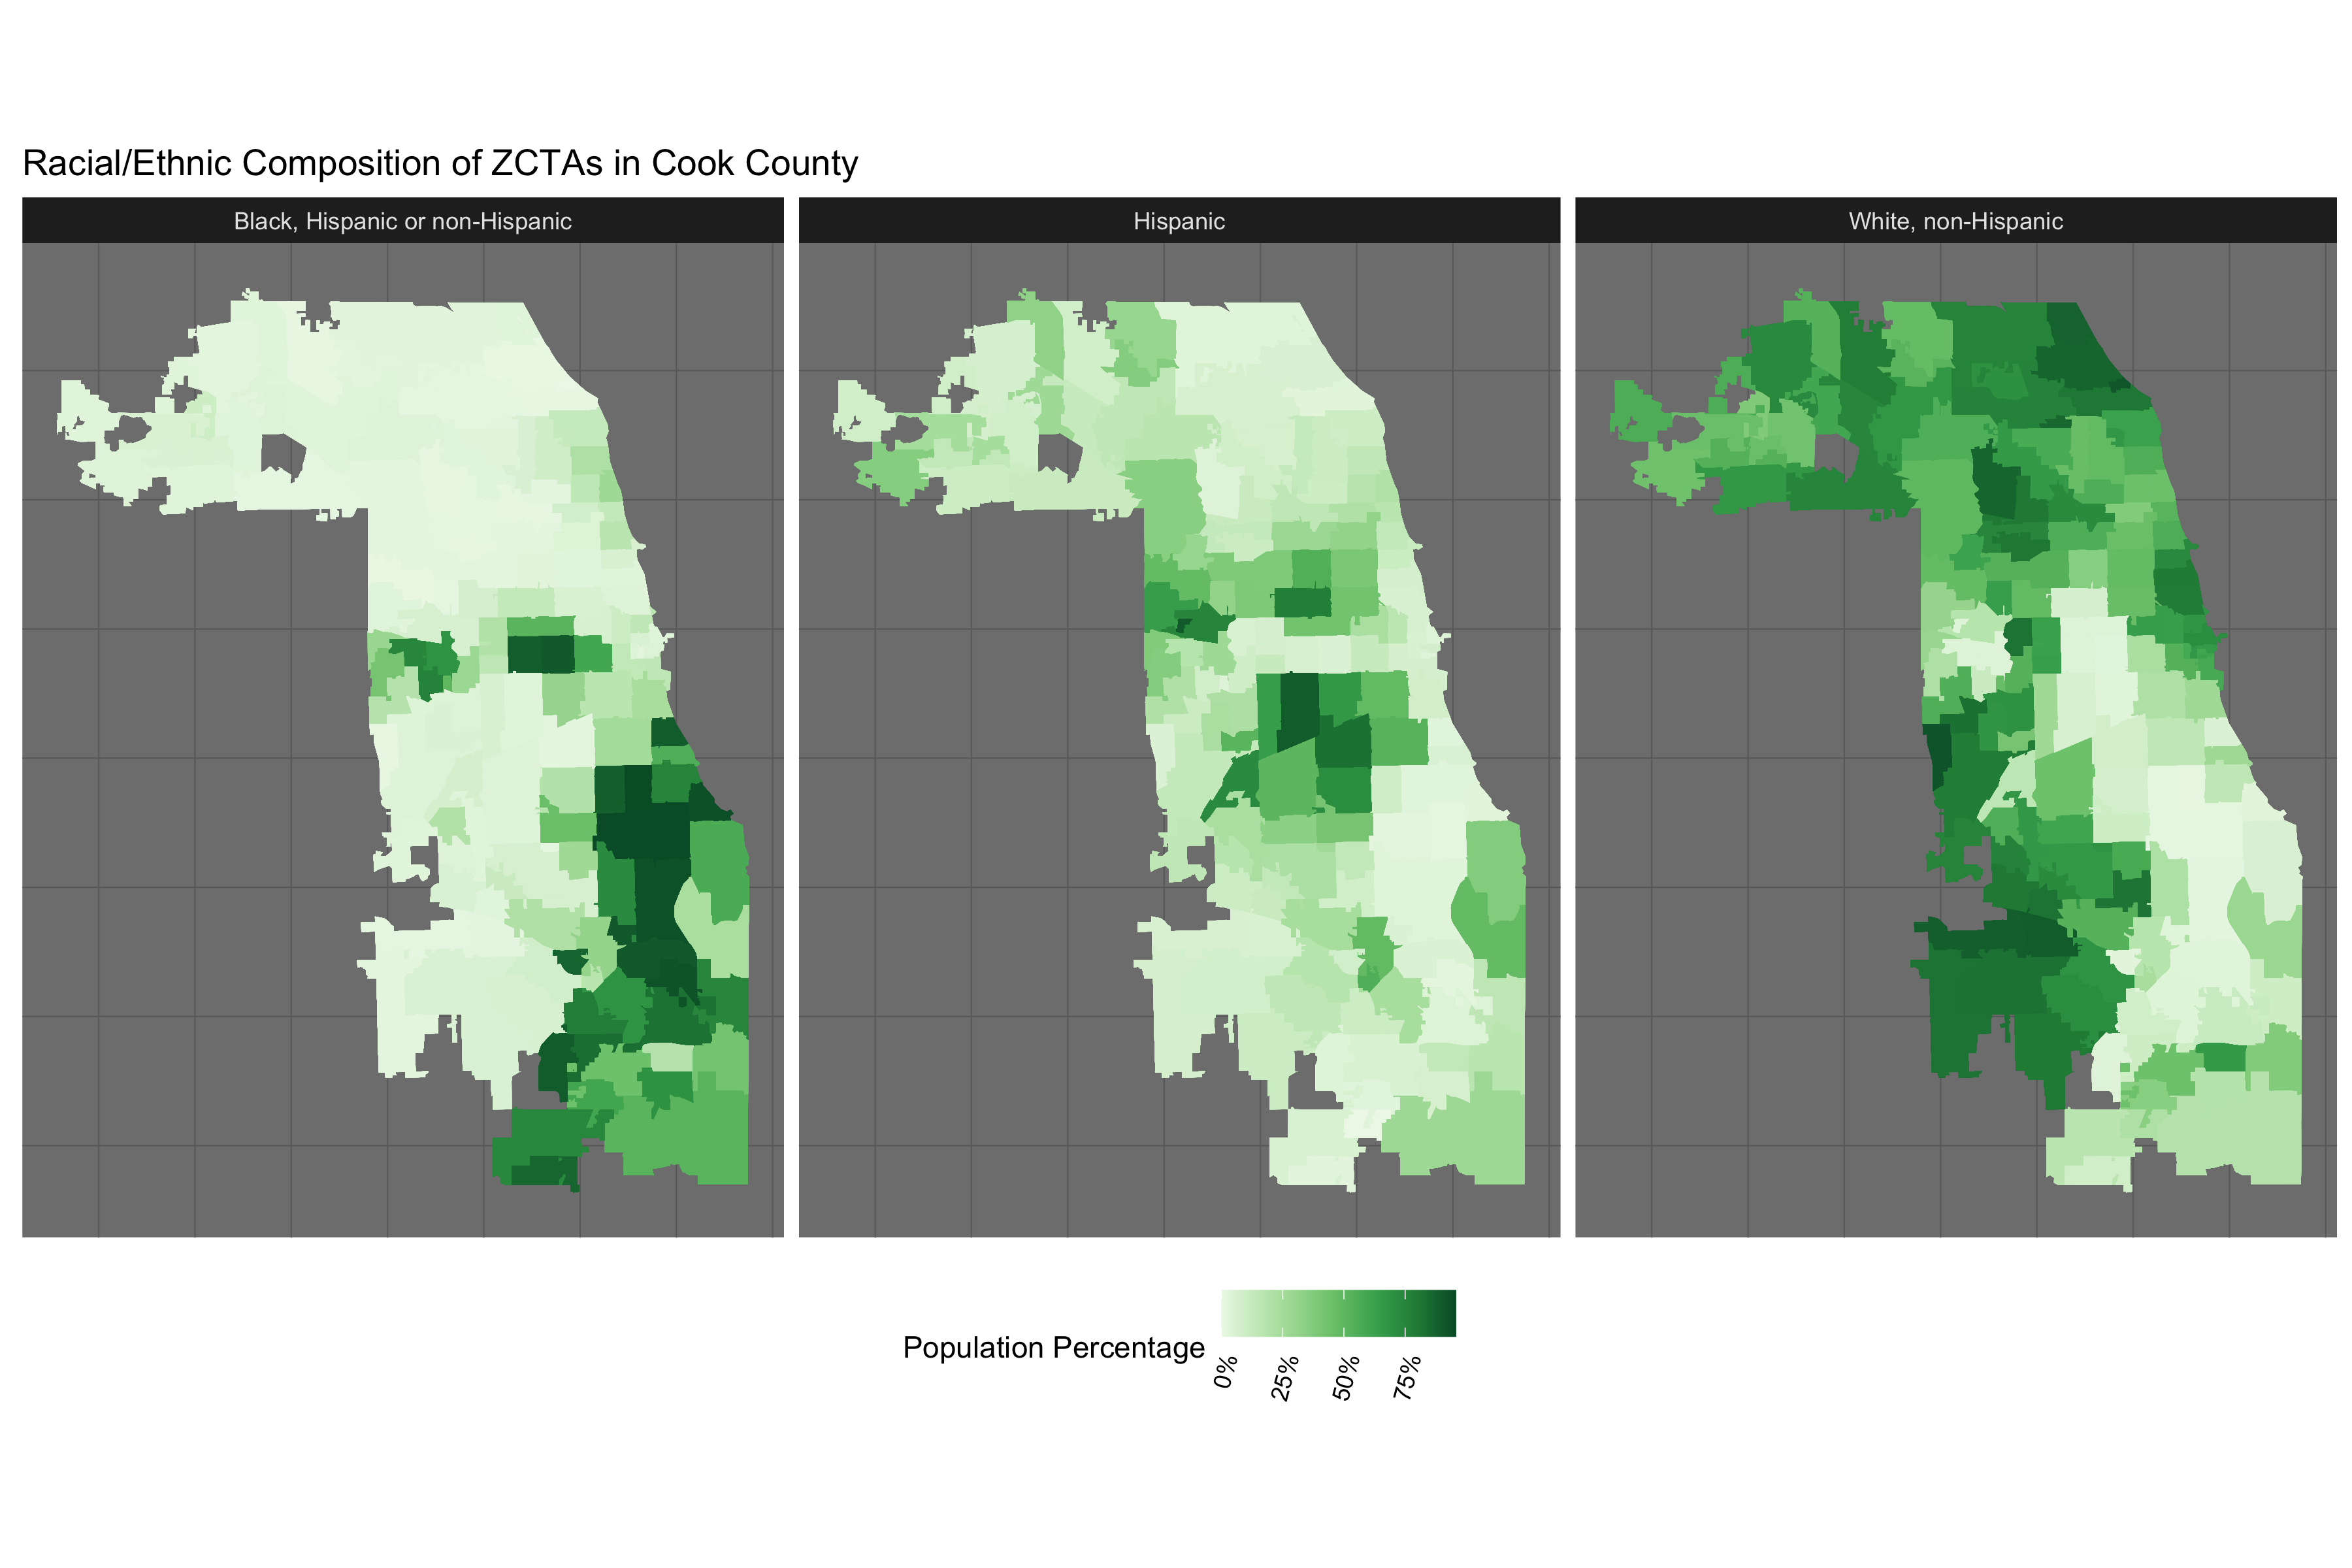 Racial/Ethnic Composition of ZCTAs in Cook County
Black, Hispanic or non-Hispanic
Hispanic
White, non-Hispanic
Population Percentage
0%
25%
50%
75%